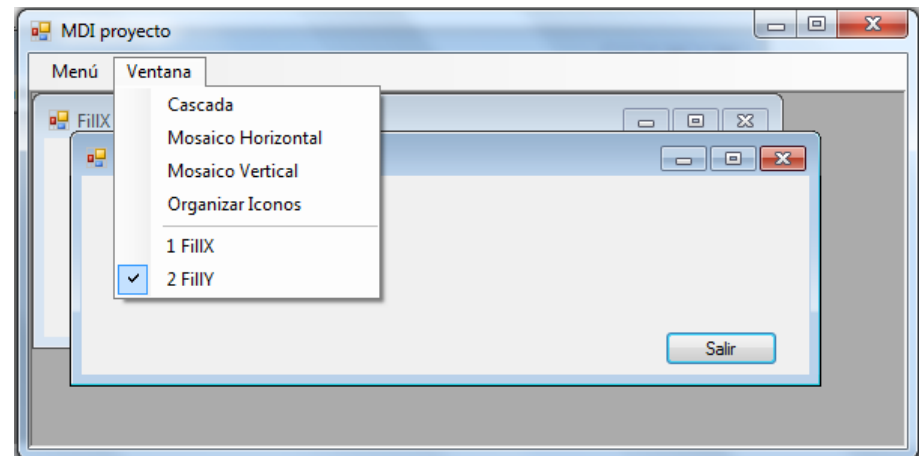 MDI proyecto
Menú Ventana
FillX
Cascada
Mosaico Horizontal
Mosaico Vertical
Organizar Iconos
1 FillX
2 FillY
Salir